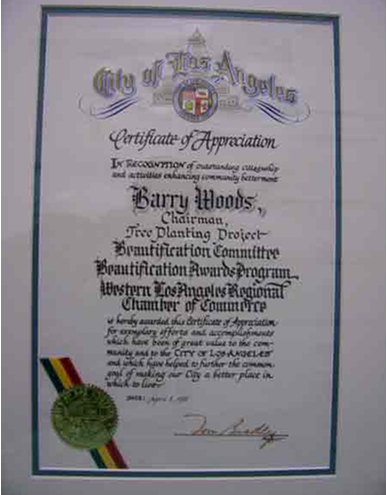 City of Los Angeles
Certificate of Appreciation
In Recognition of outstanding citizenship
and activities enhancing community betterment
Barry Woods,
Chairman,
Tree Planting Project
Beautification Committee
Beautification Awards Program
Western Los Angeles Regional
Chamber of Commerce
is hereby awarded this Certificate of Appreciation
for exemplary efforts and accomplishments
which have been of great value to the com-
munity and to the CITY OF LOS ANGELES
and which have helped to further the common
goal of making our City a better place in
which to live.
DATE: April
Tom Bradley